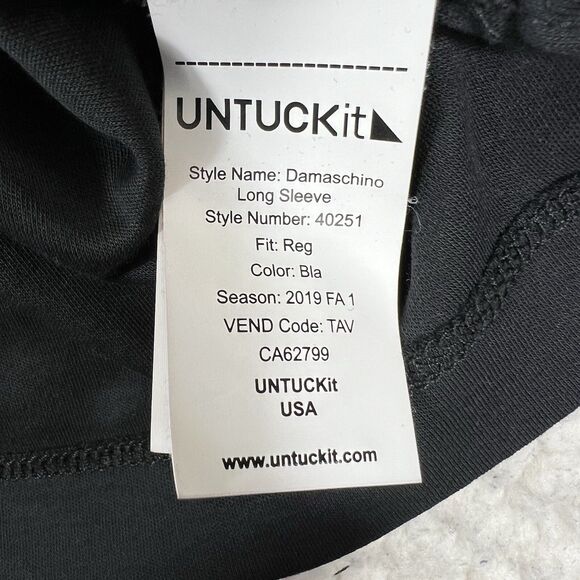 UNTUCKit
Style Name: Damaschino
Long Sleeve
Style Number: 40251
Fit: Reg
Color: Bla
Season: 2019 FA 1
VEND Code: TAV
CA62799
UNTUCKit
USA
www.untuckit.com